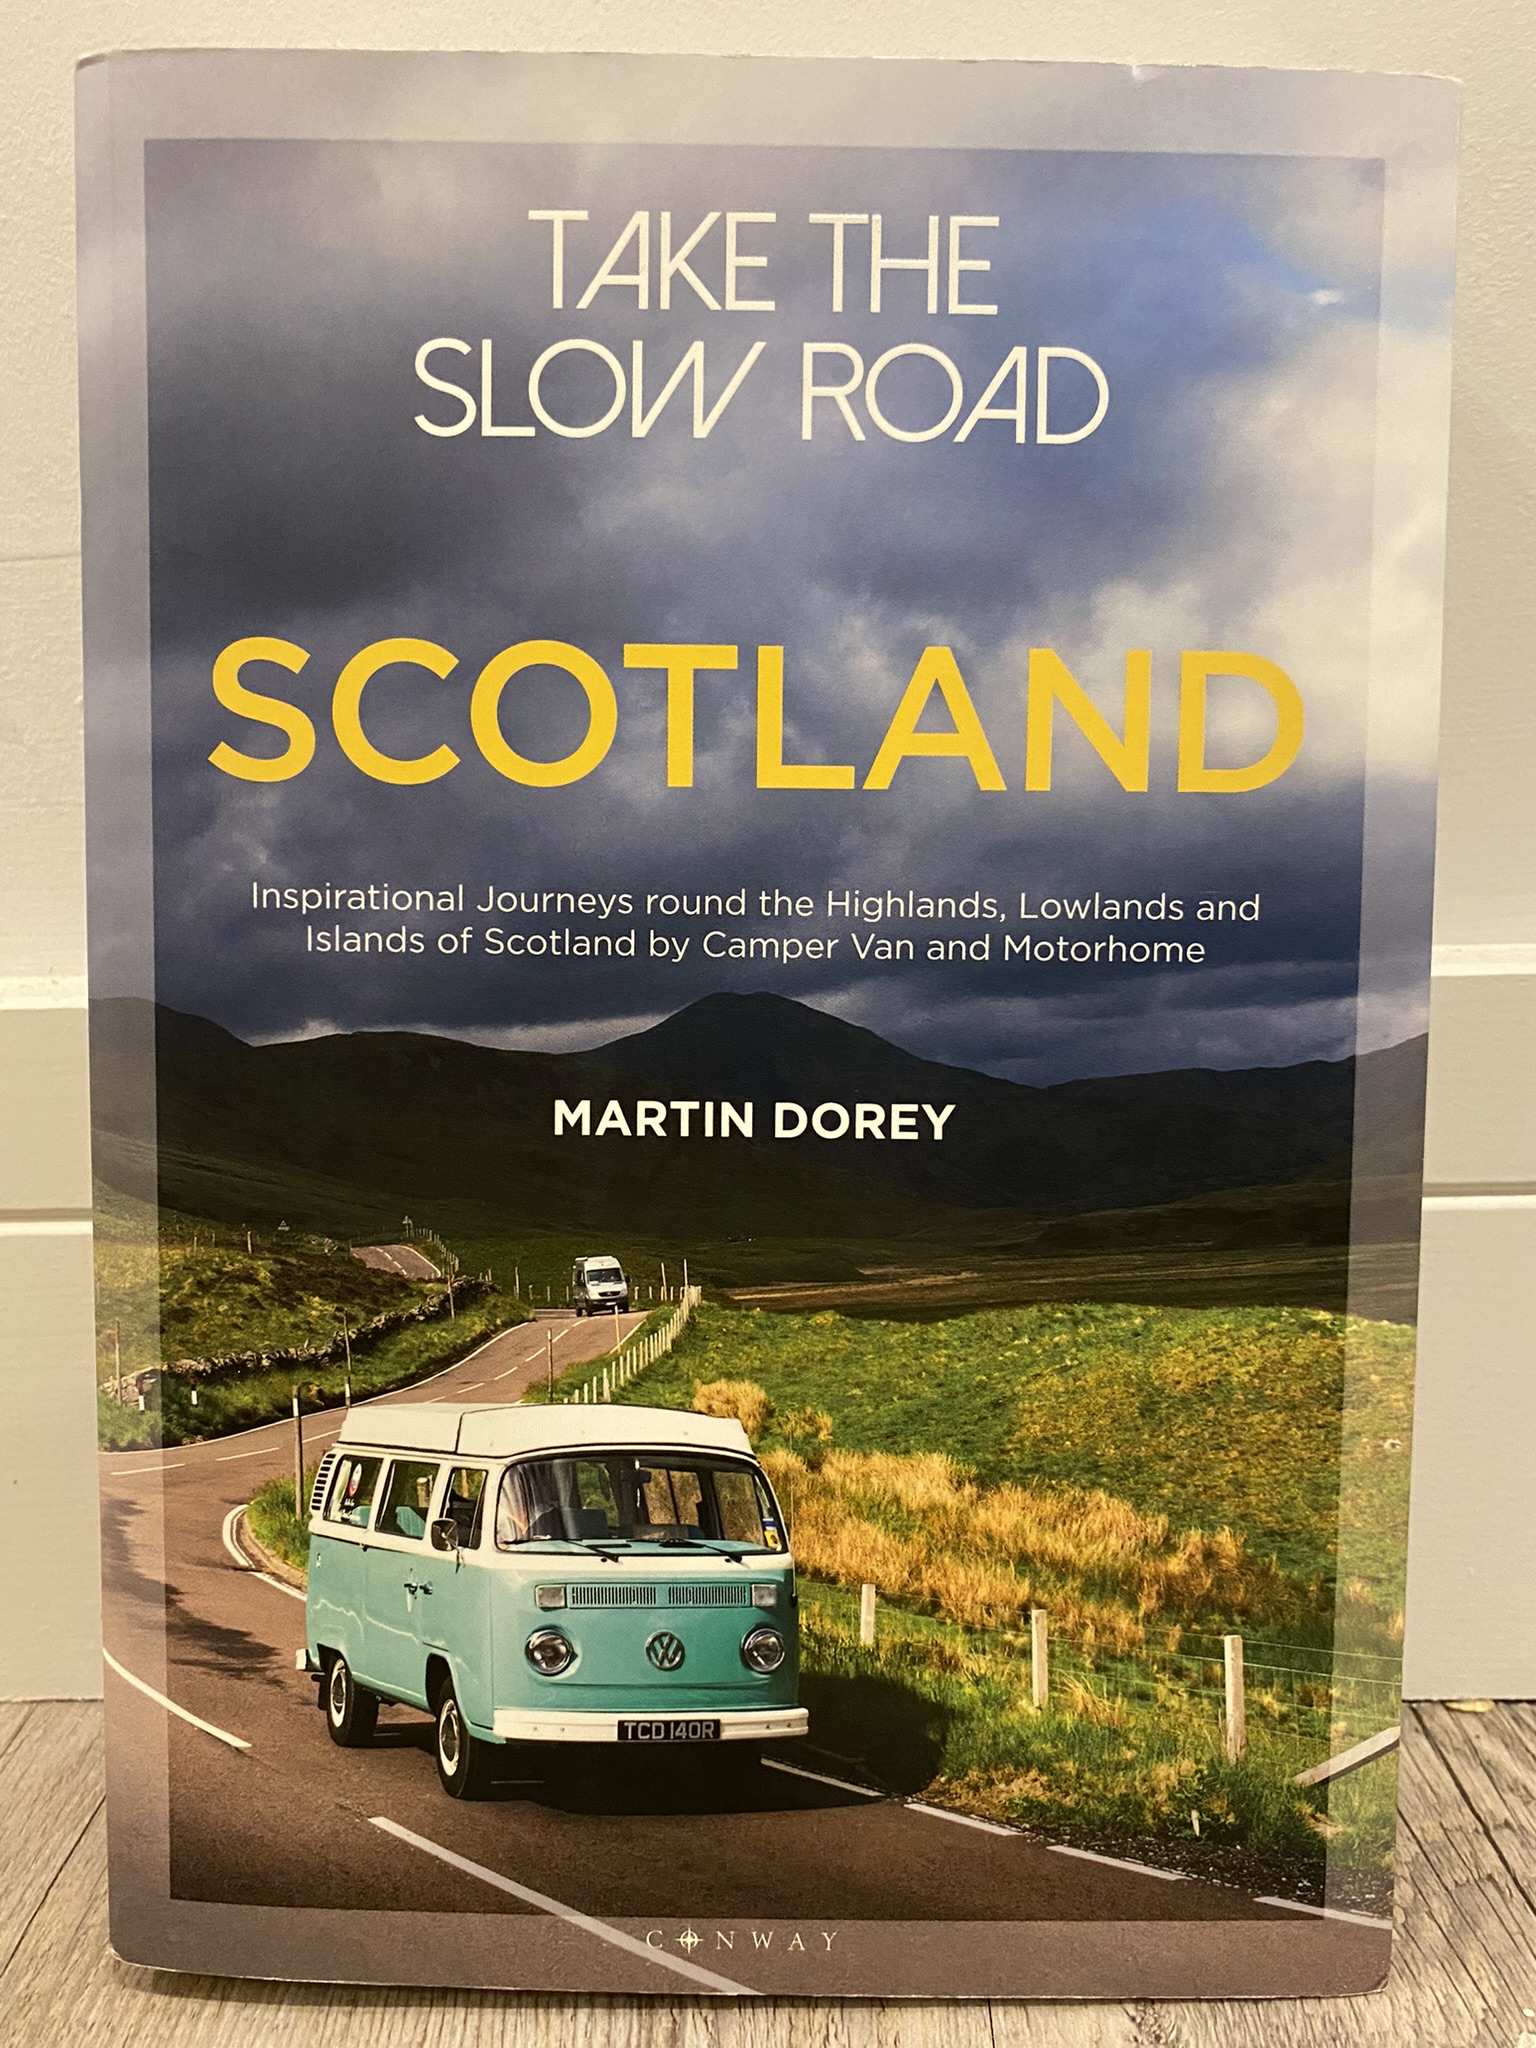 TAKE THE
SLOW ROAD
SCOTLAND
Inspirational Journeys round the Highlands, Lowlands and
Islands of Scotland by Camper Van and Motorhome
MARTIN DOREY
TCD 140R
CONWAY